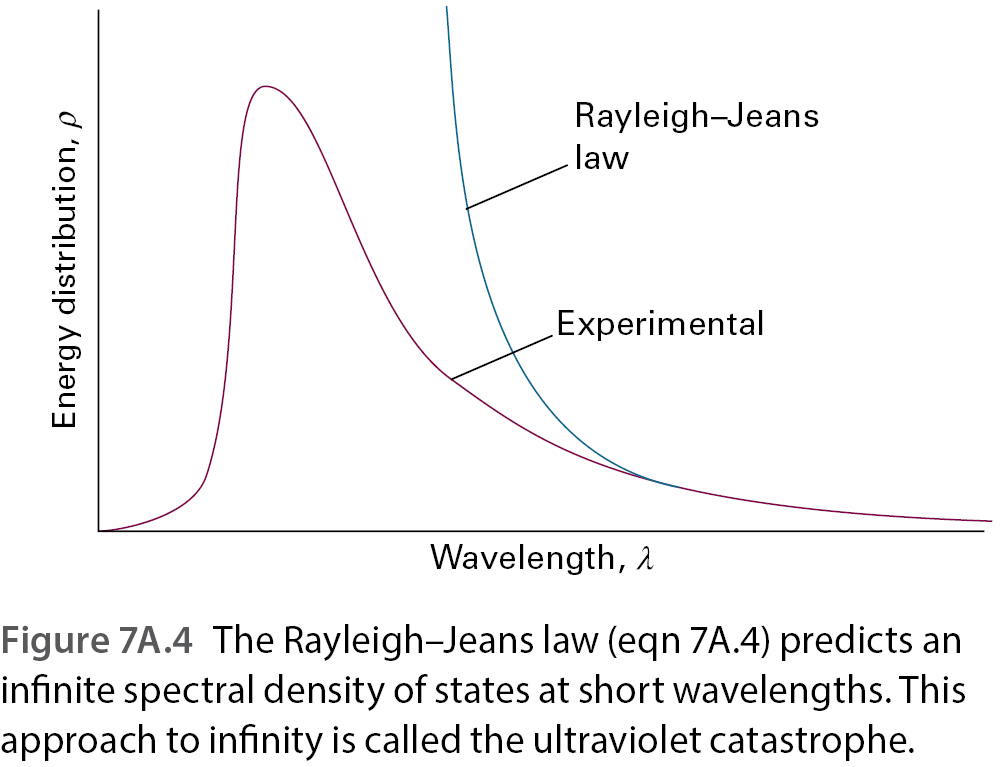 Energy distribution, ρ
Rayleigh–Jeans
law
Experimental
Wavelength, λ
Figure 7A.4 The Rayleigh–Jeans law (eqn 7A.4) predicts an
infinite spectral density of states at short wavelengths. This
approach to infinity is called the ultraviolet catastrophe.